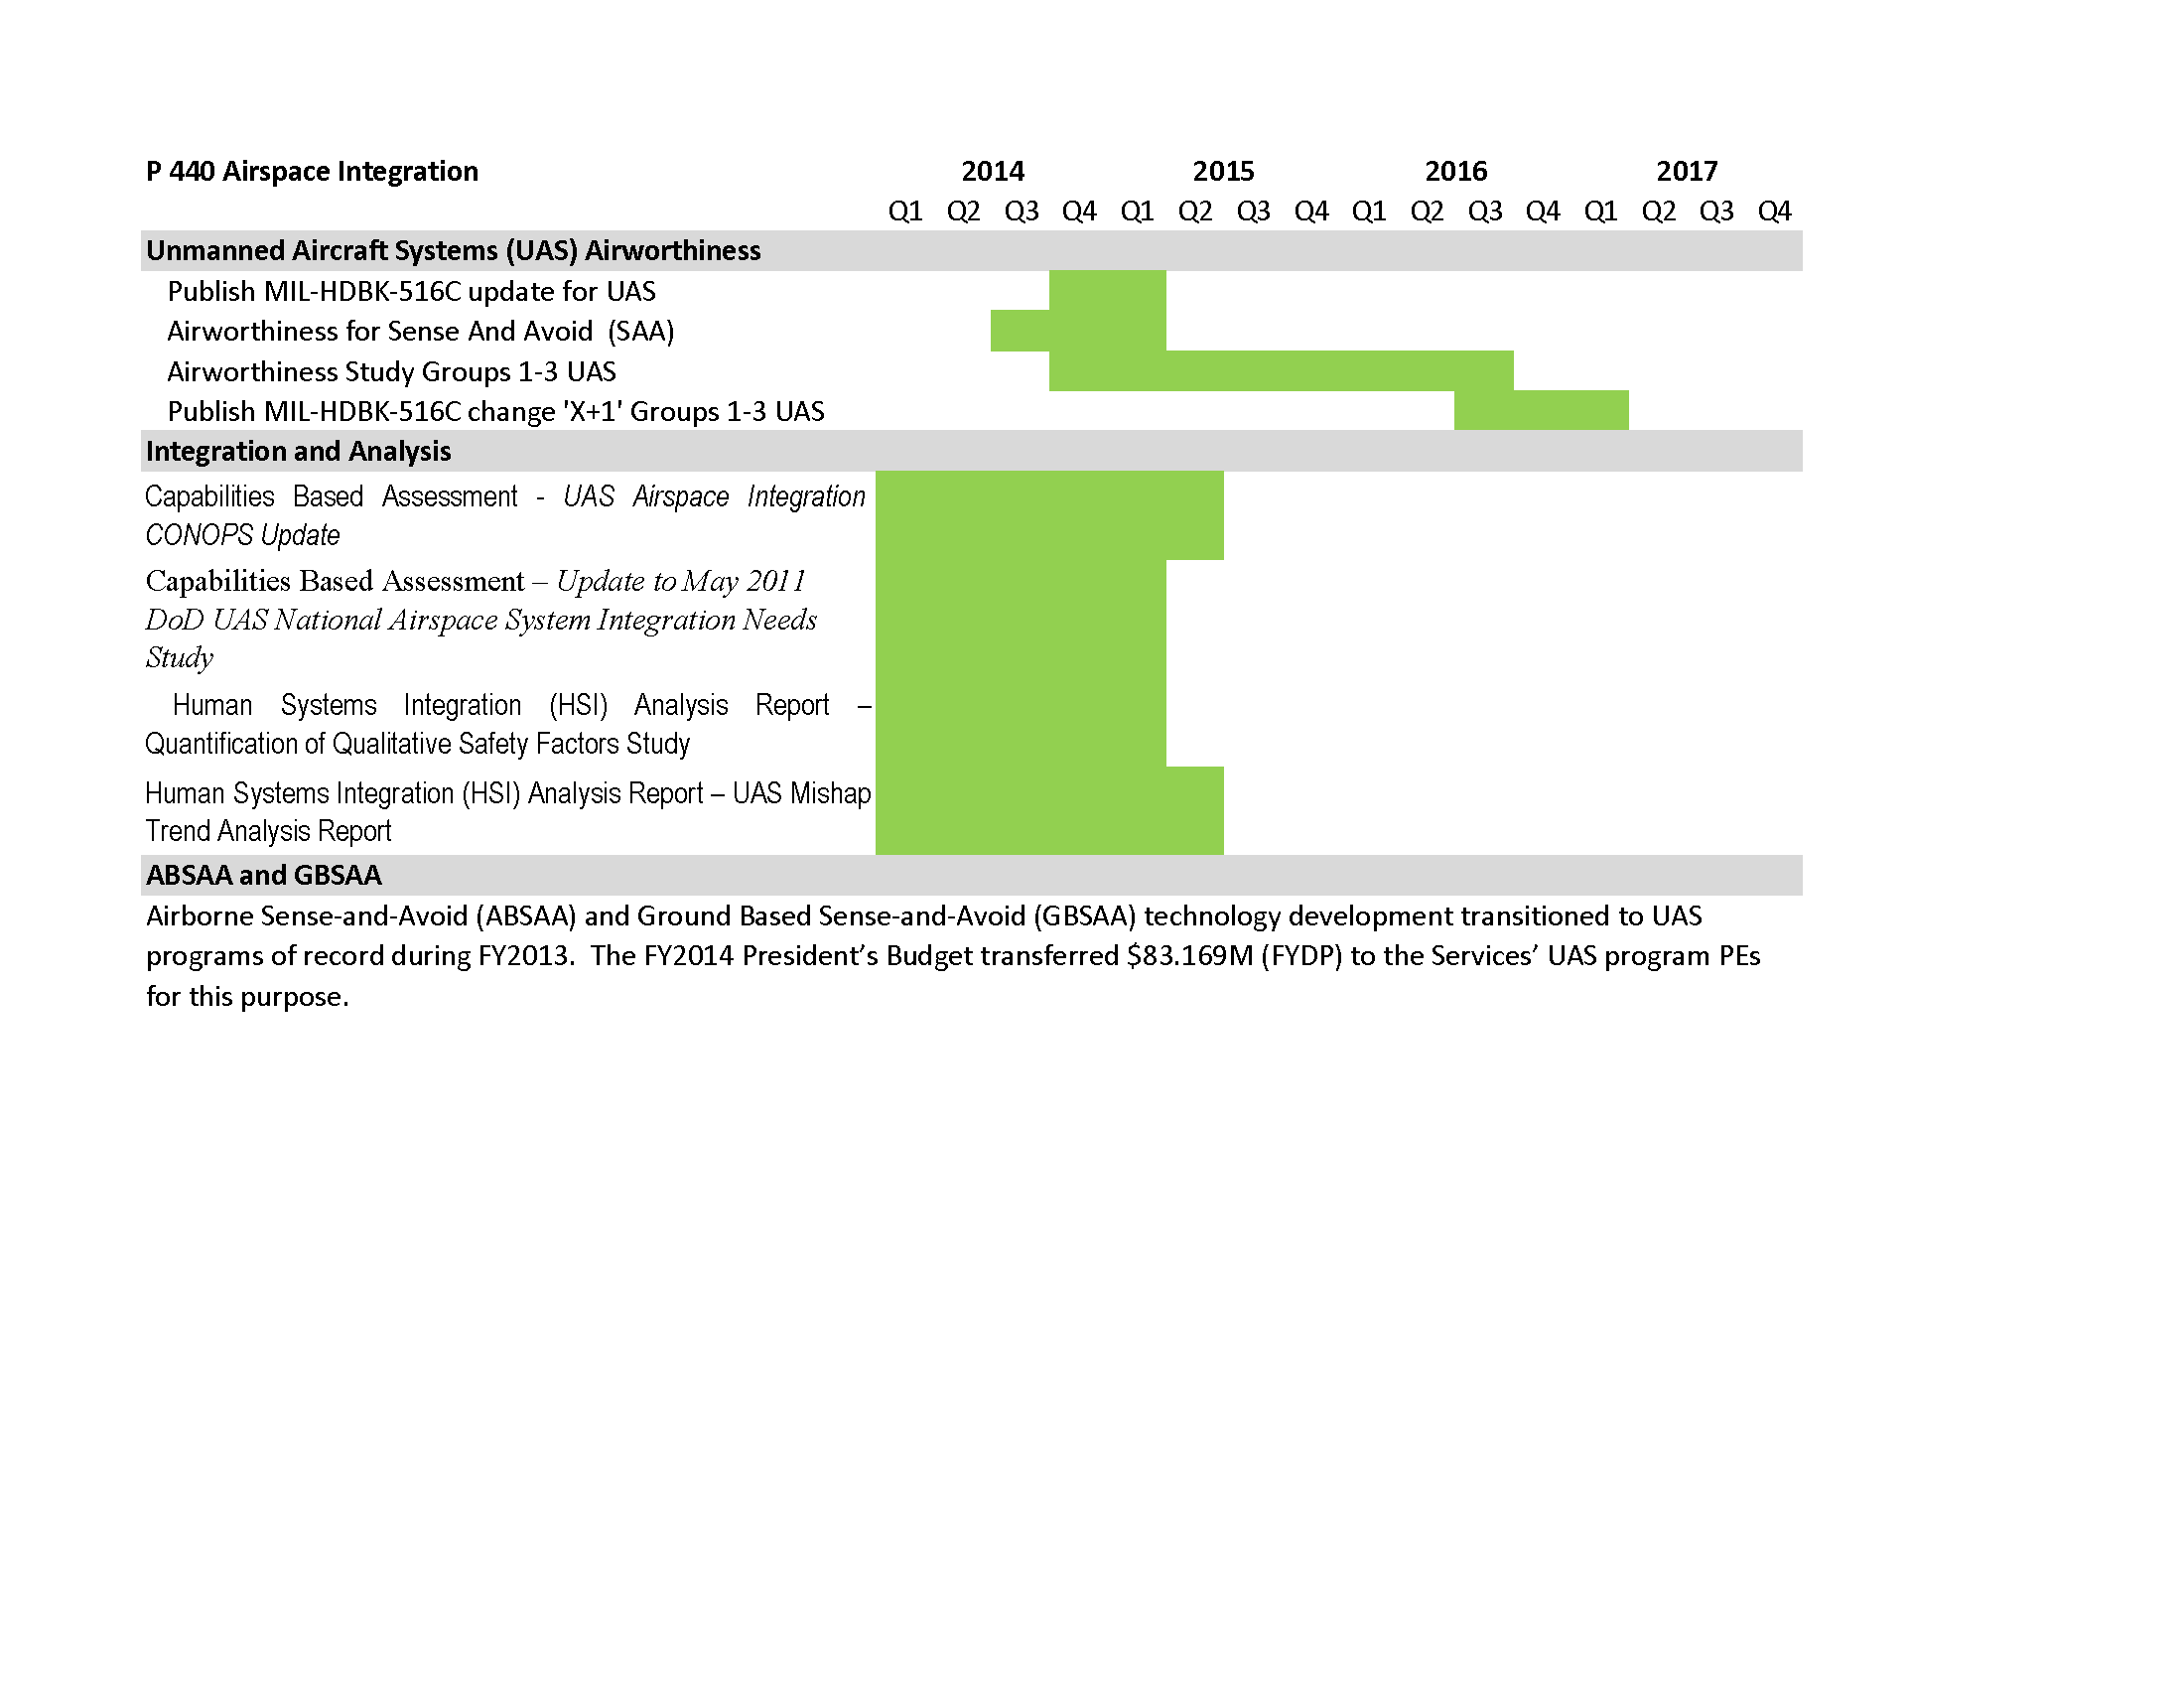 P 440 Airspace Integration 2014 2015 2016 2017
Q1 Q2 Q3 Q4 Q1 Q2 Q3 Q4 Q1 Q2 Q3 Q4 Q1 Q2 Q3 Q4
Unmanned Aircraft Systems (UAS) Airworthiness
Publish MIL-HDBK-516C update for UAS
Airworthiness for Sense And Avoid (SAA)
Airworthiness Study Groups 1-3 UAS
Publish MIL-HDBK-516C change 'X+1' Groups 1-3 UAS
Integration and Analysis
Capabilities Based Assessment - UAS Airspace Integration
CONOPS Update
Capabilities Based Assessment – Update to May 2011
DoD UAS National Airspace System Integration Needs
Study
Human Systems Integration (HSI) Analysis Report –
Quantification of Qualitative Safety Factors Study
Human Systems Integration (HSI) Analysis Report – UAS Mishap
Trend Analysis Report
ABSAA and GBSAA
Airborne Sense-and-Avoid (ABSAA) and Ground Based Sense-and-Avoid (GBSAA) technology development transitioned to UAS
programs of record during FY2013.  The FY2014 President’s Budget transferred $83.169M (FYDP) to the Services’ UAS program PEs
for this purpose.